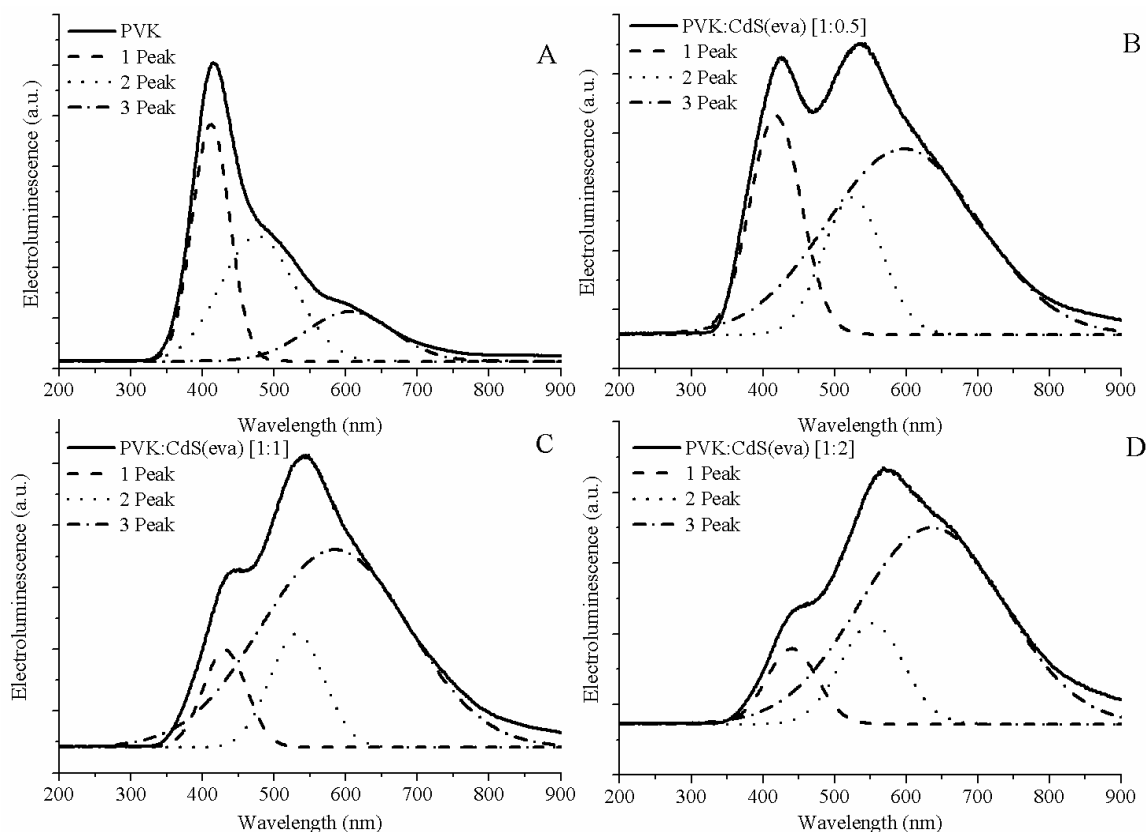 PVK
1 Peak
2 Peak
3 Peak
A
Electroluminescence (a.u.)
200 300 400 500 600 700 800 900
Wavelength (nm)
PVK:CdS(eva) [1:0.5]
1 Peak
2 Peak
3 Peak
B
Electroluminescence (a.u.)
200 300 400 500 600 700 800 900
Wavelength (nm)
PVK:CdS(eva) [1:1]
1 Peak
2 Peak
3 Peak
C
Electroluminescence (a.u.)
200 300 400 500 600 700 800 900
Wavelength (nm)
PVK:CdS(eva) [1:2]
1 Peak
2 Peak
3 Peak
D
Electroluminescence (a.u.)
200 300 400 500 600 700 800 900
Wavelength (nm)